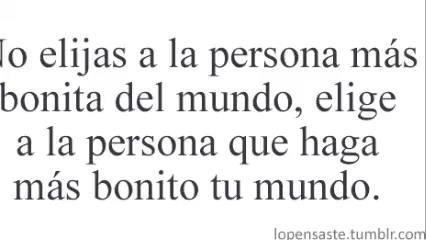 No elijas a la persona más
bonita del mundo, elige
a la persona que haga
más bonito tu mundo.
lopensaste.tumblr.com